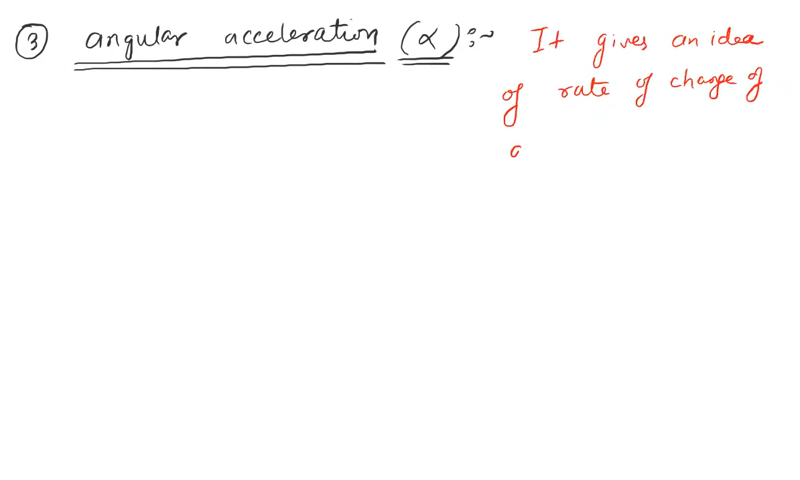 ③ angular acceleration (α):~ It gives an idea
of rate of change of
a